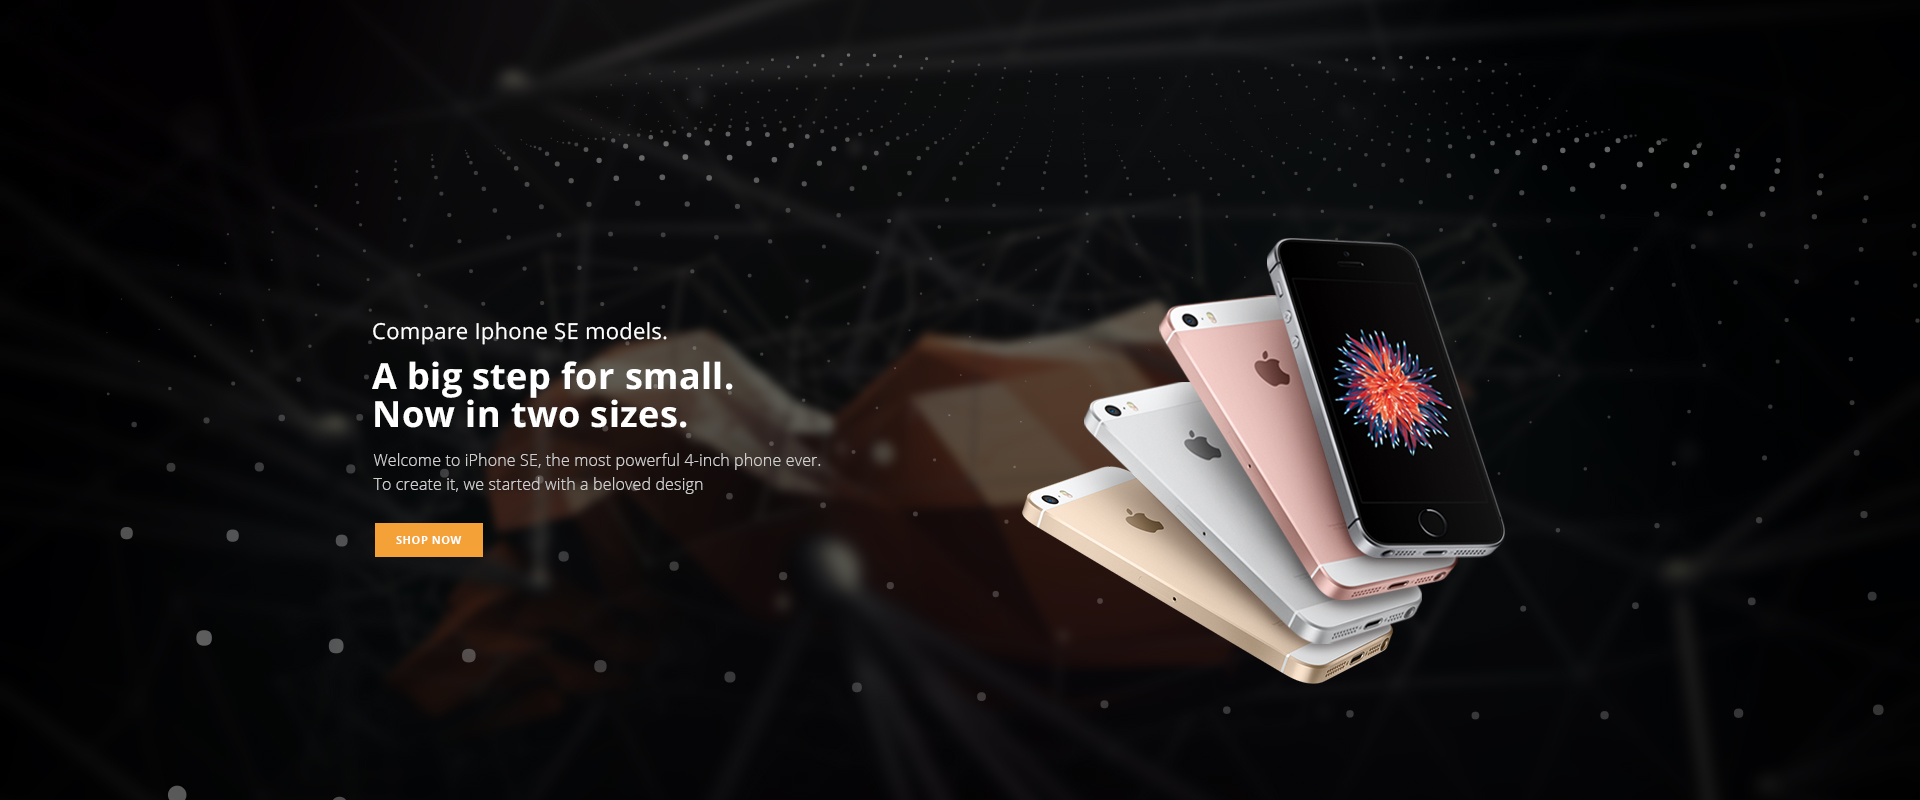 Compare Iphone SE models.
A big step for small.
Now in two sizes.
Welcome to iPhone SE, the most powerful 4-inch phone ever.
To create it, we started with a beloved design
SHOP NOW